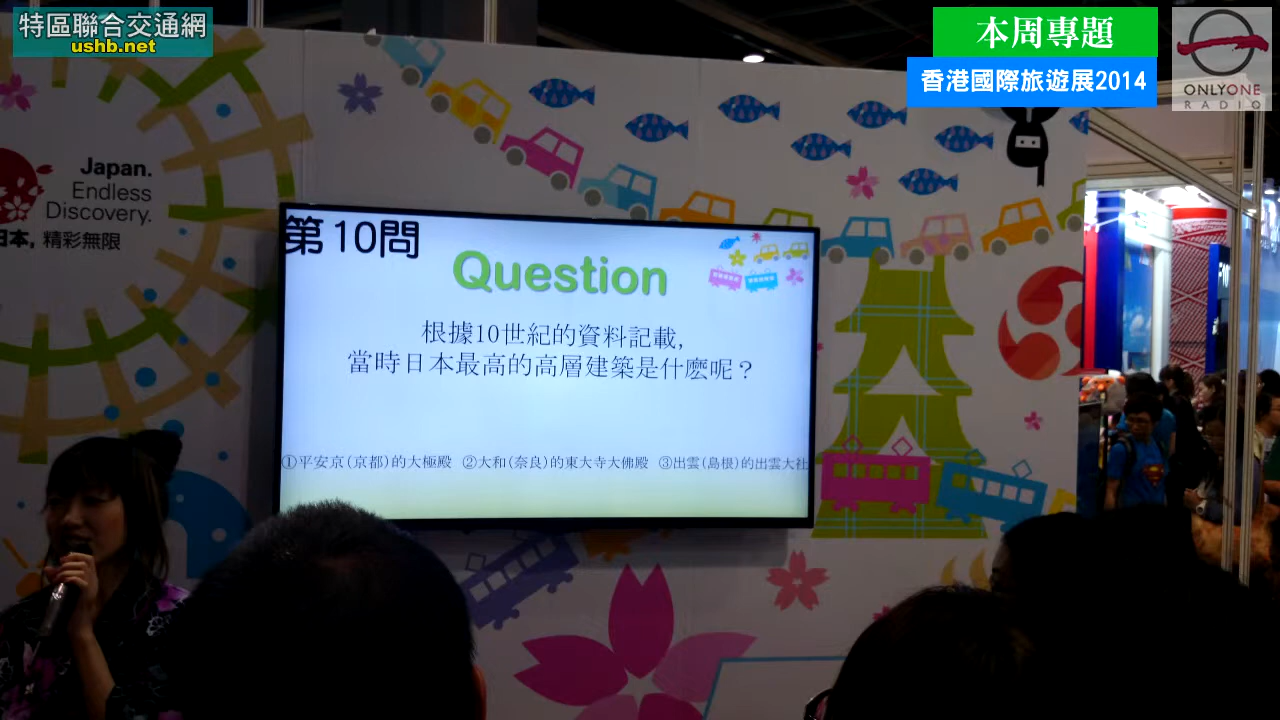 特區聯合交通網
ushb.net
本周專題
香港國際旅遊展2014
ONLYONE
RADIO
Japan.
Endless
Discovery.
日本, 精彩無限
第10問
Question
根據10世紀的資料記載,
當時日本最高的高層建築是什麼呢？
①平安京(京都)的大極殿 ②大和(奈良)的東大寺大佛殿 ③出雲(島根)的出雲大社